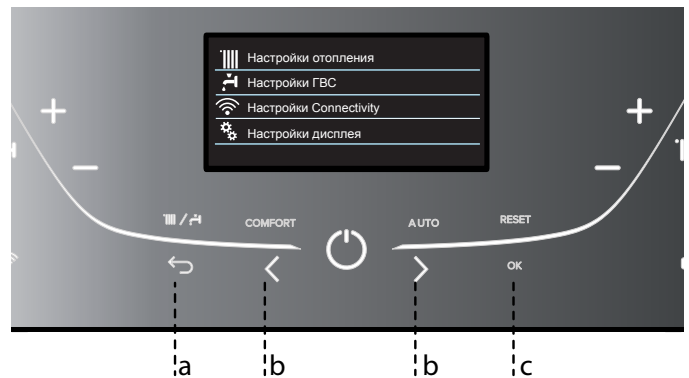 Настройки отопления
Настройки ГВС
Настройки Connectivity
Настройки дисплея
+
+
−
−
/
COMFORT
AUTO
RESET
OK
a
b
b
c